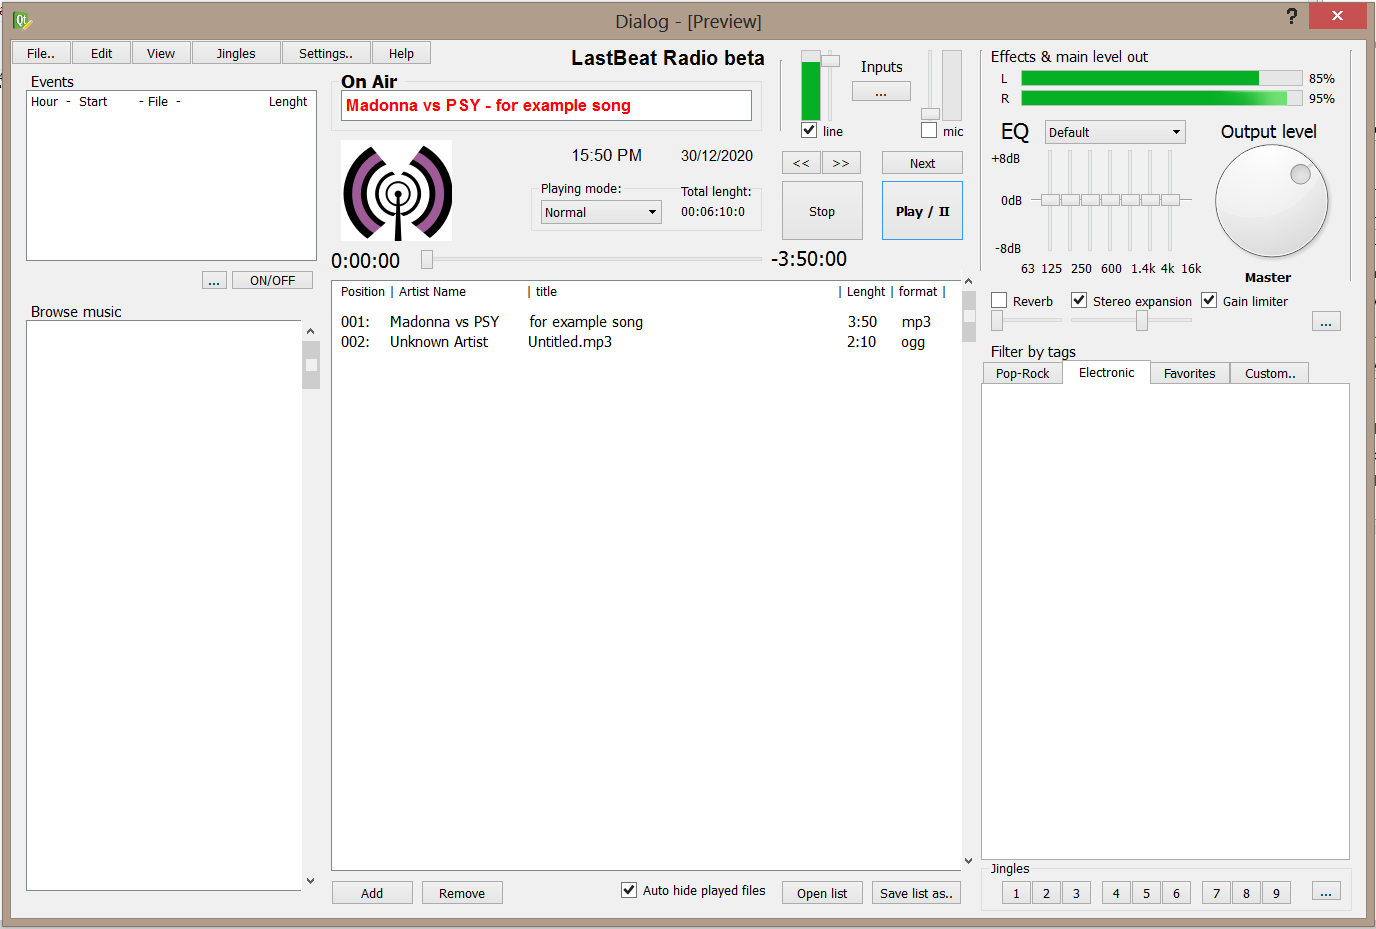 Dialog - [Preview]
?
File.. Edit View Jingles Settings.. Help
LastBeat Radio beta
Events
Hour - Start - File - Lenght
... ON/OFF
Browse music
On Air
Madonna vs PSY - for example song
15:50 PM 30/12/2020
Playing mode:
Normal
Total lenght:
00:06:10:0
0:00:00 -3:50:00
Inputs
...
line mic
<< >> Next
Stop Play / II
Position | Artist Name | title | Lenght | format |
001: Madonna vs PSY for example song 3:50 mp3
002: Unknown Artist Untitled.mp3 2:10 ogg
Add Remove Auto hide played files Open list Save list as..
Effects & main level out
L 85%
R 95%
EQ Default Output level
+8dB
0dB
-8dB
63 125 250 600 1.4k 4k 16k
Master
Reverb Stereo expansion Gain limiter
...
Filter by tags
Pop-Rock Electronic Favorites Custom..
Jingles
1 2 3 4 5 6 7 8 9 ...